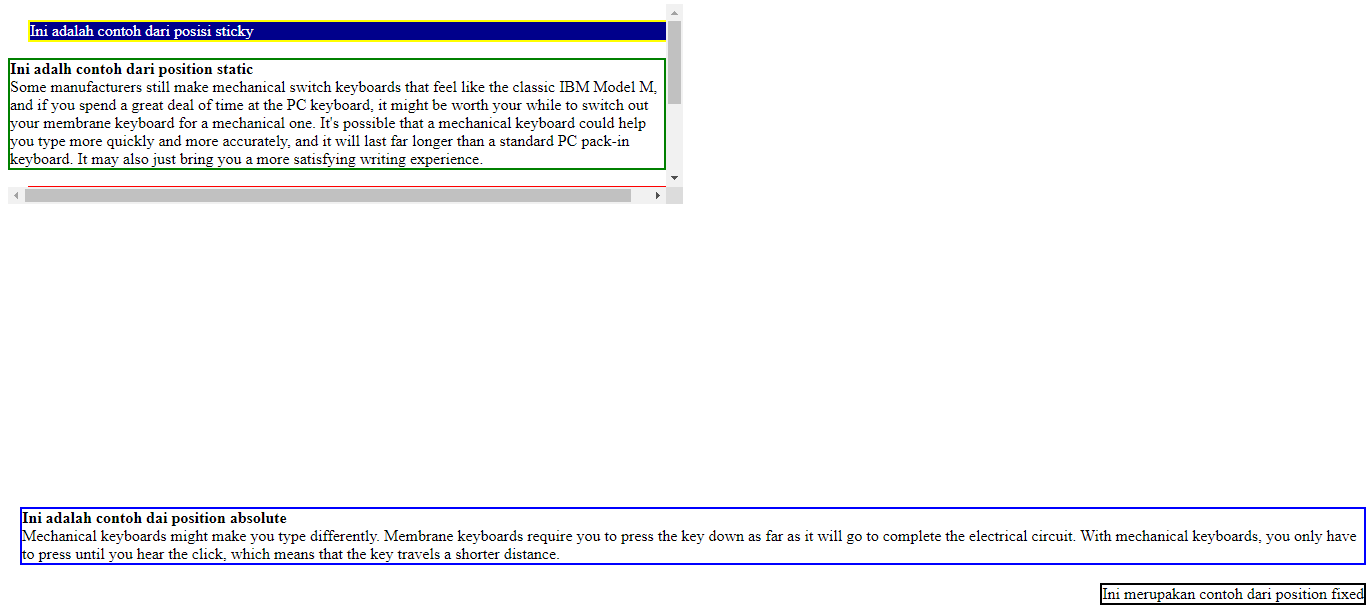 Ini adalah contoh dari posisi sticky
Ini adalh contoh dari position static
Some manufacturers still make mechanical switch keyboards that feel like the classic IBM Model M,
and if you spend a great deal of time at the PC keyboard, it might be worth your while to switch out
your membrane keyboard for a mechanical one. It's possible that a mechanical keyboard could help
you type more quickly and more accurately, and it will last far longer than a standard PC pack-in
keyboard. It may also just bring you a more satisfying writing experience.
Ini adalah contoh dai position absolute
Mechanical keyboards might make you type differently. Membrane keyboards require you to press the key down as far as it will go to complete the electrical circuit. With mechanical keyboards, you only have
to press until you hear the click, which means that the key travels a shorter distance.
Ini merupakan contoh dari position fixed